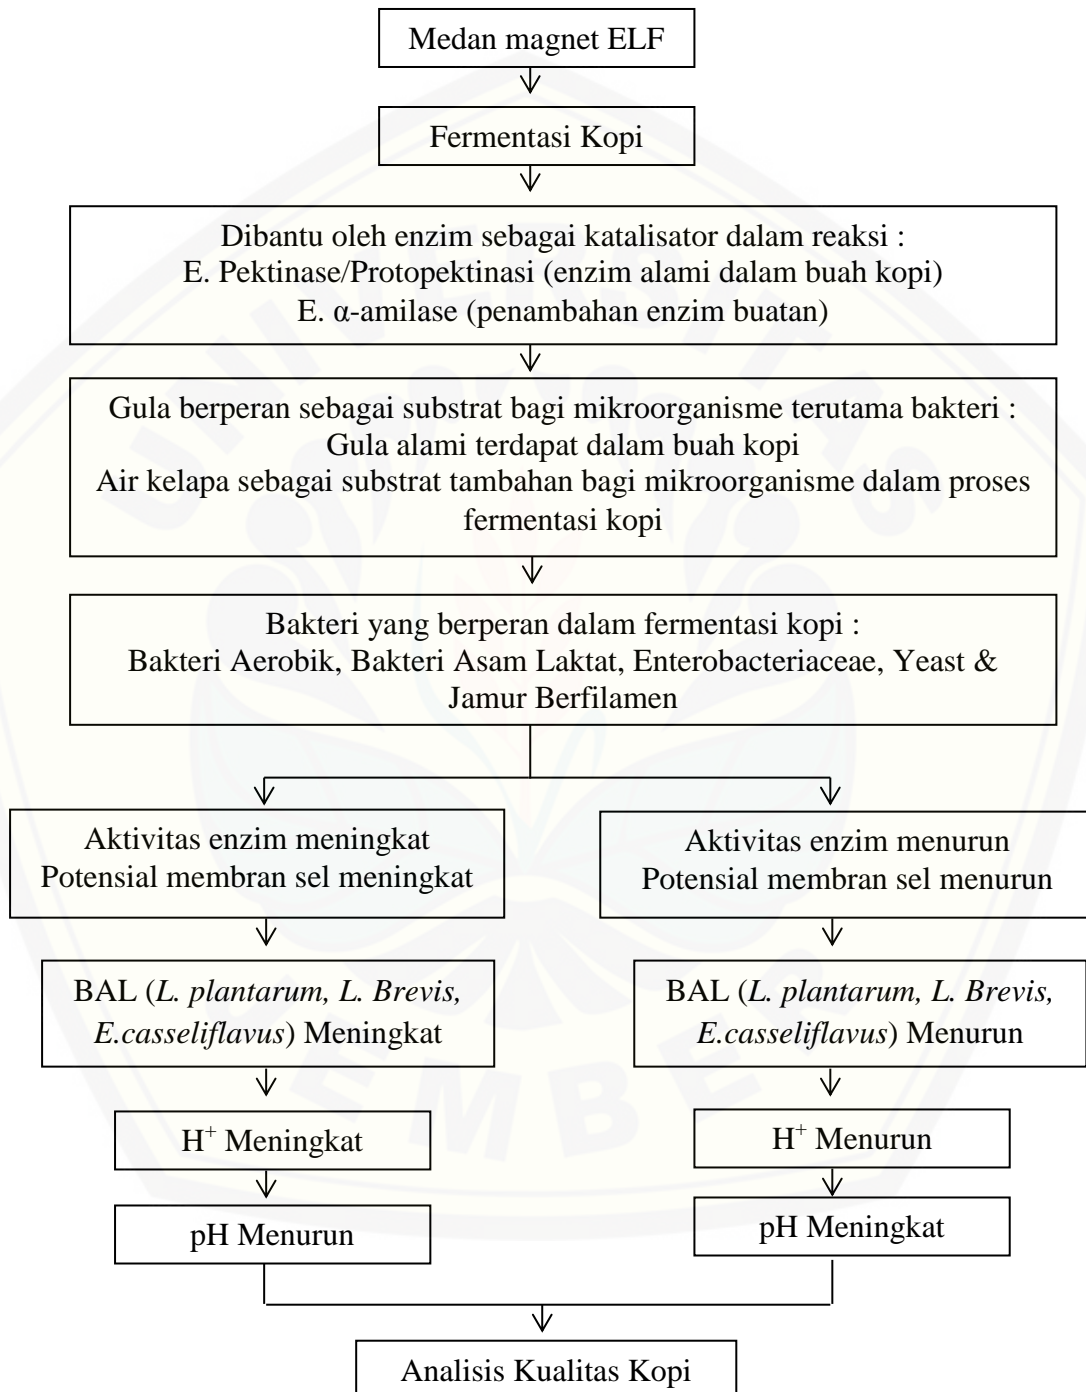 Medan magnet ELF
Fermentasi Kopi
Dibantu oleh enzim sebagai katalisator dalam reaksi :
E. Pektinase/Protopektinasi (enzim alami dalam buah kopi)
E. α-amilase (penambahan enzim buatan)
Gula berperan sebagai substrat bagi mikroorganisme terutama bakteri :
Gula alami terdapat dalam buah kopi
Air kelapa sebagai substrat tambahan bagi mikroorganisme dalam proses
fermentasi kopi
Bakteri yang berperan dalam fermentasi kopi :
Bakteri Aerobik, Bakteri Asam Laktat, Enterobacteriaceae, Yeast &
Jamur Berfilamen
Aktivitas enzim meningkat
Potensial membran sel meningkat
Aktivitas enzim menurun
Potensial membran sel menurun
BAL (L. plantarum, L. Brevis,
E.casseliflavus) Meningkat
BAL (L. plantarum, L. Brevis,
E.casseliflavus) Menurun
H⁺ Meningkat
H⁺ Menurun
pH Menurun
pH Meningkat
Analisis Kualitas Kopi
UNIVERSITAS
JEMBER